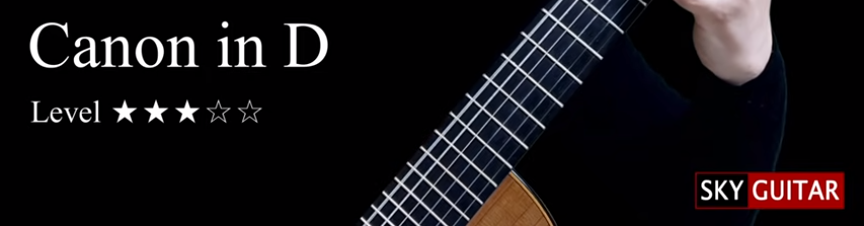 Canon in D
Level ★★★☆☆
SKY GUITAR